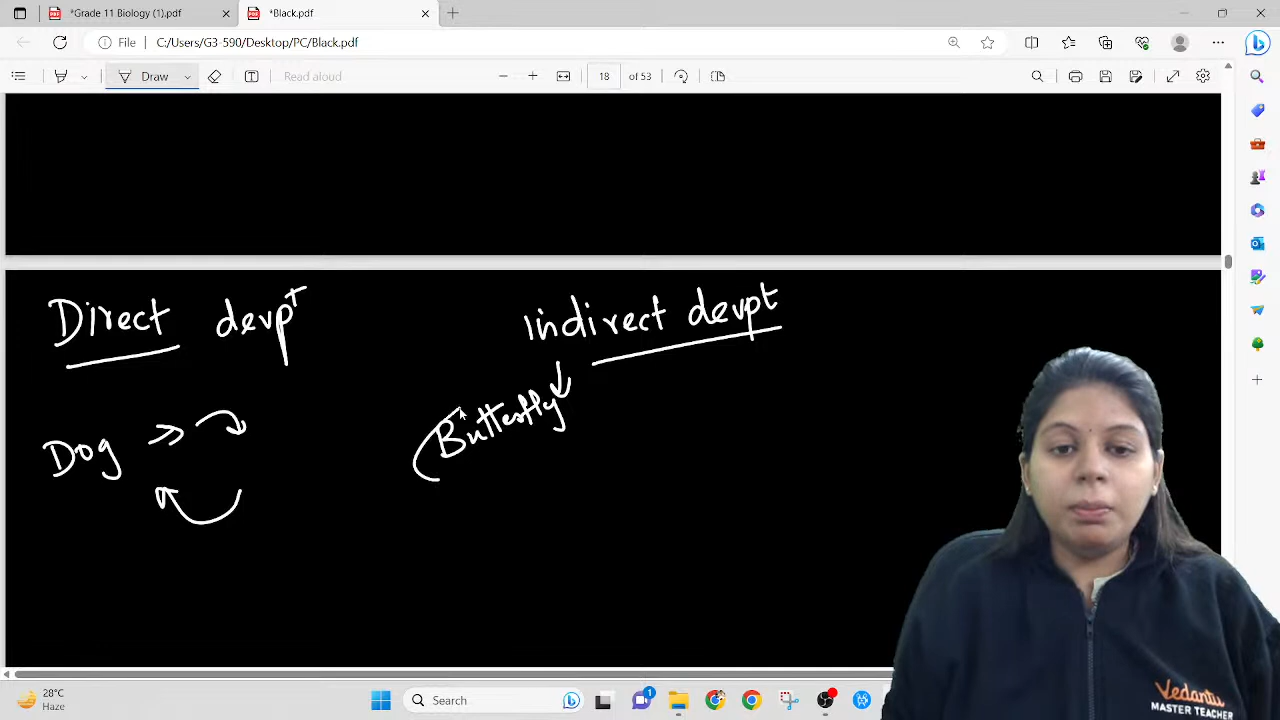 *Grade 11 Biology (1).pdf
*Black.pdf
File
C:/Users/G3-590/Desktop/PC/Black.pdf
Draw
Read aloud
18 of 53
Direct devpT
Indirect devpt
Butterfly
Dog
Vedantu
MASTER TEACHER
28°C
Haze
Search
1